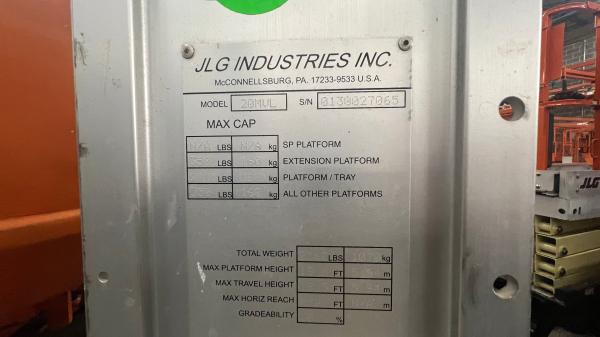 JLG INDUSTRIES INC.
McCONNELLSBURG, PA. 17233-9533 U.S.A.
MODEL 20MVL S/N 0130027065
MAX CAP
N/A LBS N/A kg SP PLATFORM
LBS kg EXTENSION PLATFORM
LBS kg PLATFORM / TRAY
LBS kg ALL OTHER PLATFORMS
TOTAL WEIGHT LBS kg
MAX PLATFORM HEIGHT FT m
MAX TRAVEL HEIGHT FT m
MAX HORIZ REACH FT m
GRADEABILITY %
JLG